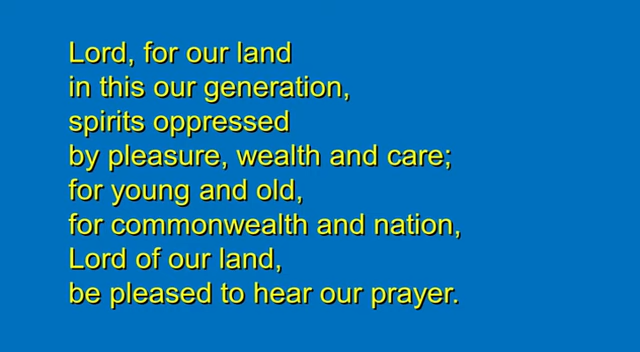 Lord, for our land
in this our generation,
spirits oppressed
by pleasure, wealth and care;
for young and old,
for commonwealth and nation,
Lord of our land,
be pleased to hear our prayer.